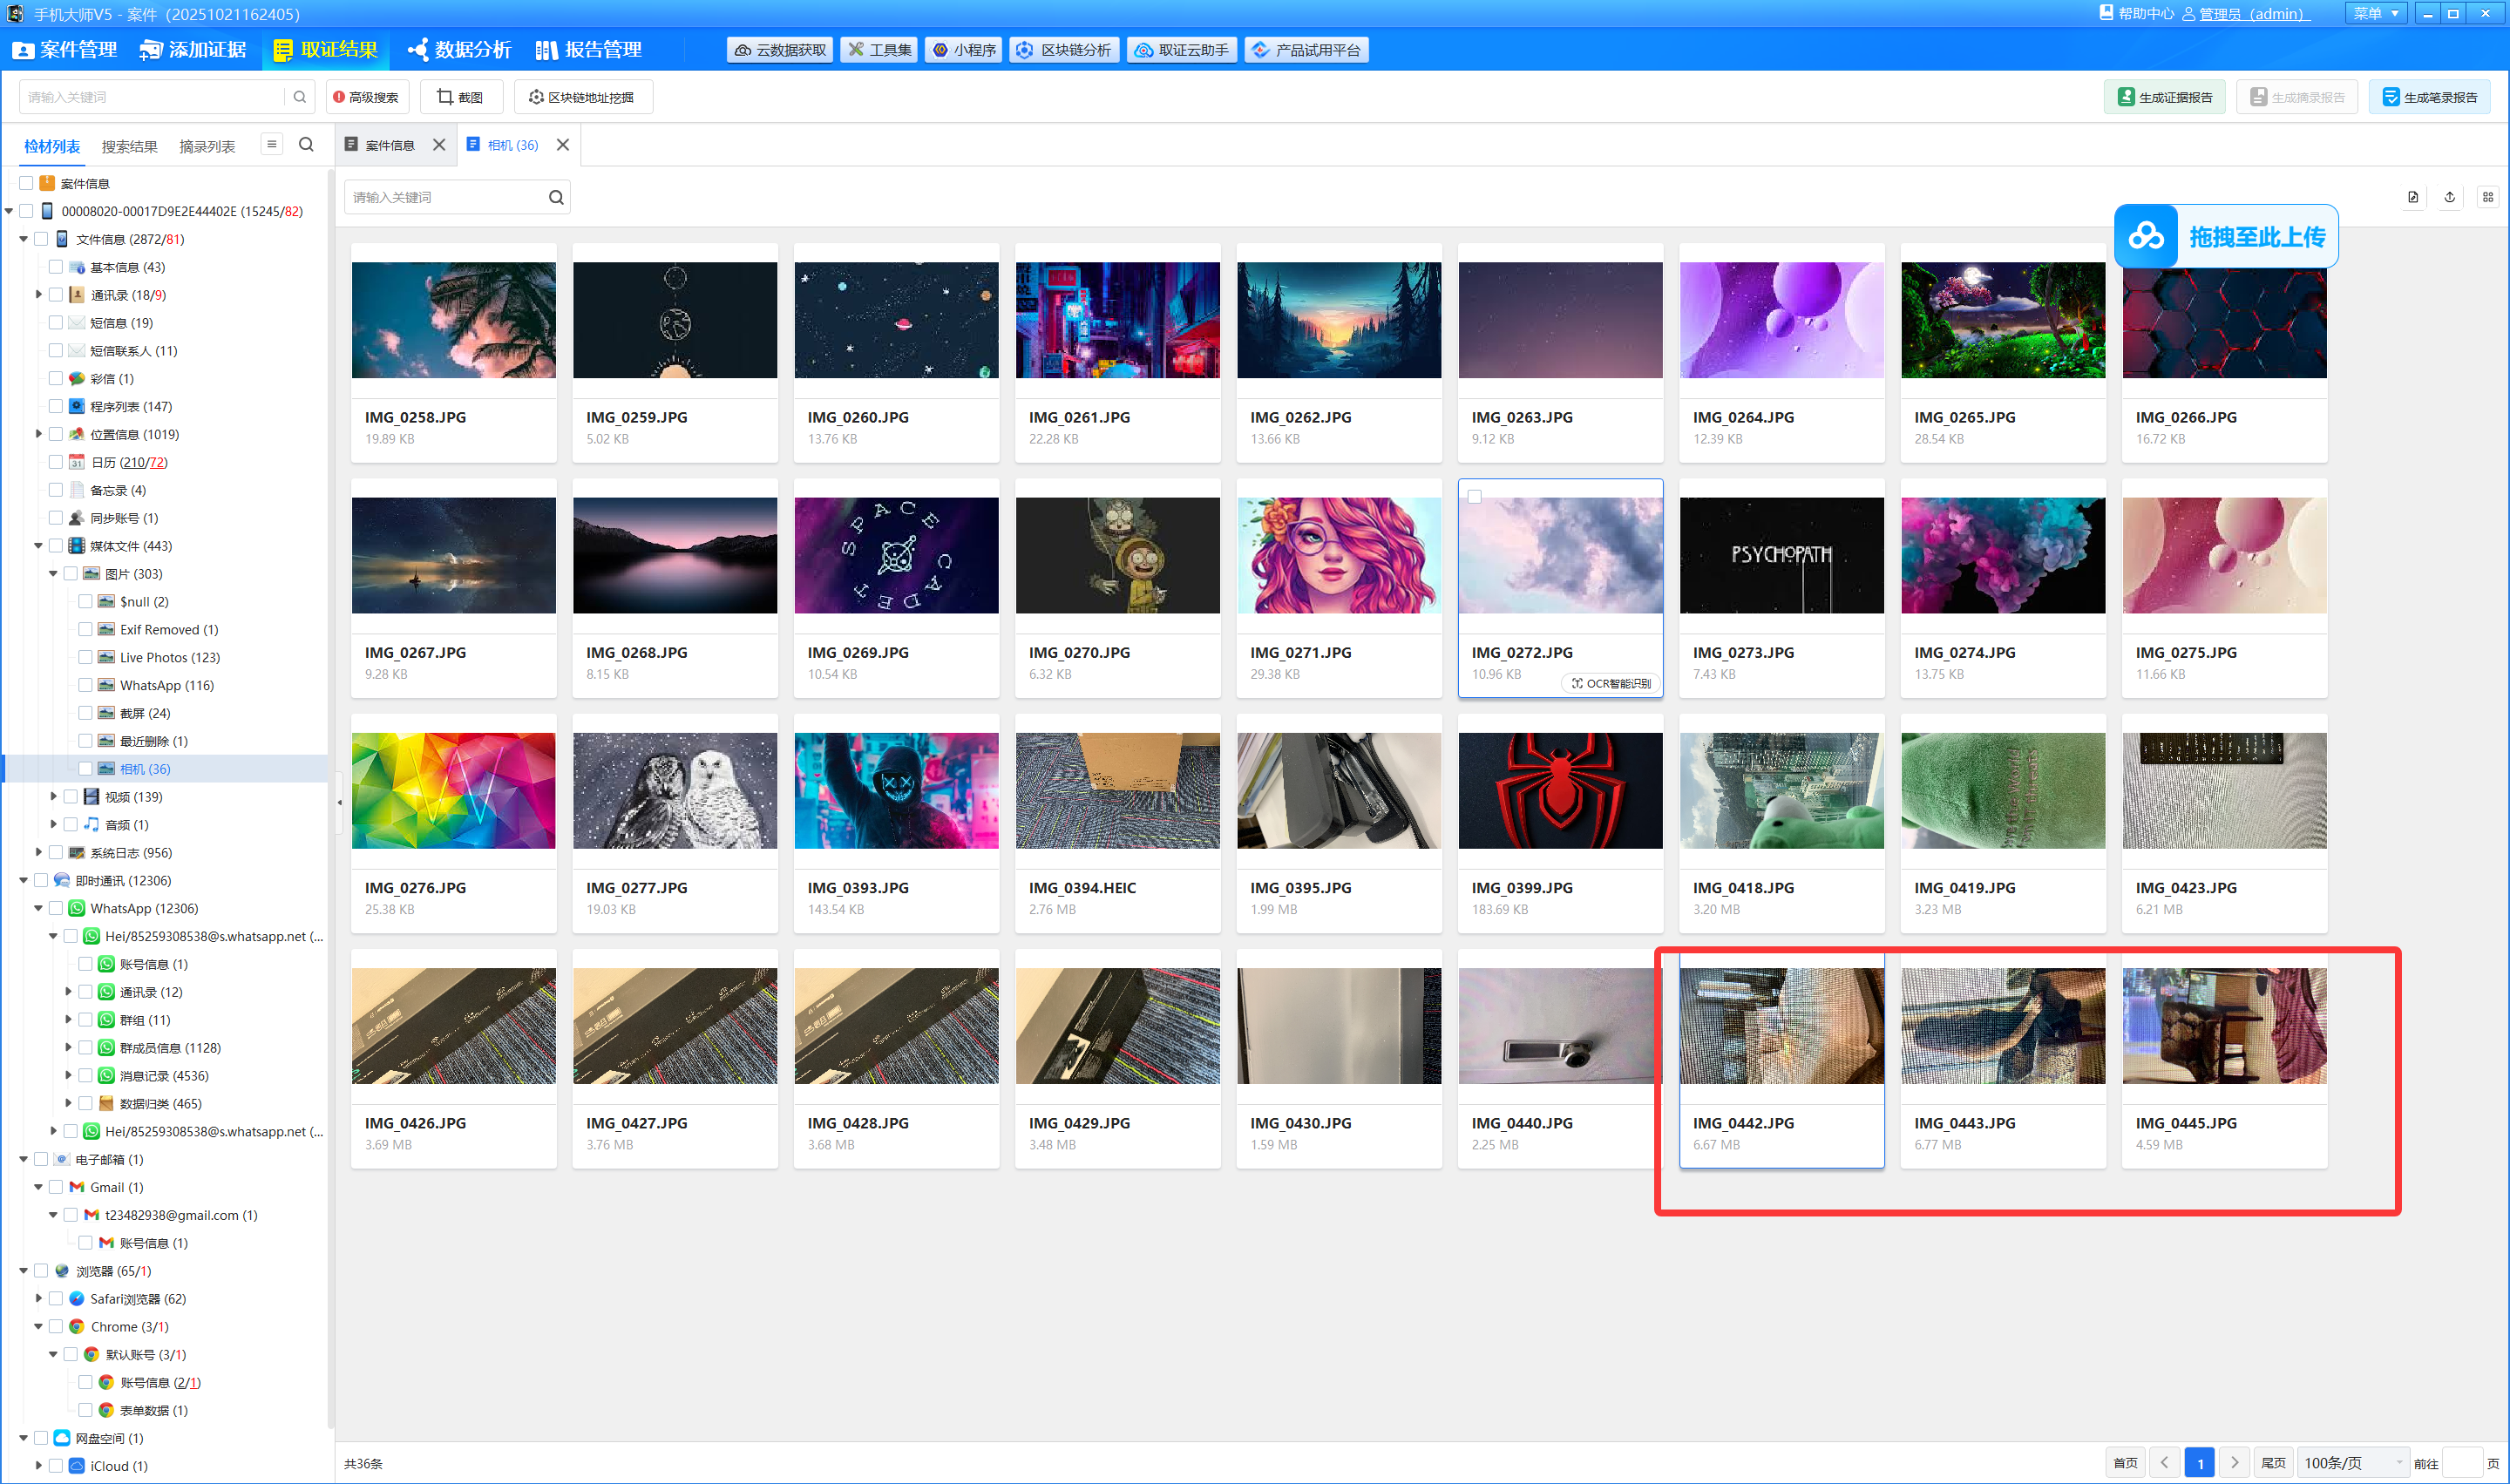 手机大师V5 - 案件（20251021162405）
帮助中心 管理员（admin） 菜单
案件管理 添加证据 取证结果 数据分析 报告管理 云数据获取 工具集 小程序 区块链分析 取证云助手 产品试用平台
请输入关键词 高级搜索 截图 区块链地址挖掘 生成证据报告 生成摘录报告 生成笔录报告
检材列表 搜索结果 摘录列表
案件信息 相机 (36)
请输入关键词
拖拽至此上传
案件信息
00008020-00017D9E2E44402E (15245/82)
文件信息 (2872/81)
基本信息 (43)
通讯录 (18/9)
短信息 (19)
短信联系人 (11)
彩信 (1)
程序列表 (147)
位置信息 (1019)
日历 (210/72)
备忘录 (4)
同步账号 (1)
媒体文件 (443)
图片 (303)
$null (2)
Exif Removed (1)
Live Photos (123)
WhatsApp (116)
截屏 (24)
最近删除 (1)
相机 (36)
视频 (139)
音频 (1)
系统日志 (956)
即时通讯 (12306)
WhatsApp (12306)
Hei/85259308538@s.whatsapp.net (...
账号信息 (1)
通讯录 (12)
群组 (11)
群成员信息 (1128)
消息记录 (4536)
数据归类 (465)
Hei/85259308538@s.whatsapp.net (...
电子邮箱 (1)
Gmail (1)
t23482938@gmail.com (1)
账号信息 (1)
浏览器 (65/1)
Safari浏览器 (62)
Chrome (3/1)
默认账号 (3/1)
账号信息 (2/1)
表单数据 (1)
网盘空间 (1)
iCloud (1)
IMG_0258.JPG IMG_0259.JPG IMG_0260.JPG IMG_0261.JPG IMG_0262.JPG IMG_0263.JPG IMG_0264.JPG IMG_0265.JPG IMG_0266.JPG
19.89 KB 5.02 KB 13.76 KB 22.28 KB 13.66 KB 9.12 KB 12.39 KB 28.54 KB 16.72 KB
SPACE CADET
PSYCHOPATH
IMG_0267.JPG IMG_0268.JPG IMG_0269.JPG IMG_0270.JPG IMG_0271.JPG IMG_0272.JPG IMG_0273.JPG IMG_0274.JPG IMG_0275.JPG
9.28 KB 8.15 KB 10.54 KB 6.32 KB 29.38 KB 10.96 KB OCR智能识别 7.43 KB 13.75 KB 11.66 KB
IMG_0276.JPG IMG_0277.JPG IMG_0393.JPG IMG_0394.HEIC IMG_0395.JPG IMG_0399.JPG IMG_0418.JPG IMG_0419.JPG IMG_0423.JPG
25.38 KB 19.03 KB 143.54 KB 2.76 MB 1.99 MB 183.69 KB 3.20 MB 3.23 MB 6.21 MB
IMG_0426.JPG IMG_0427.JPG IMG_0428.JPG IMG_0429.JPG IMG_0430.JPG IMG_0440.JPG IMG_0442.JPG IMG_0443.JPG IMG_0445.JPG
3.69 MB 3.76 MB 3.68 MB 3.48 MB 1.59 MB 2.25 MB 6.67 MB 6.77 MB 4.59 MB
共36条
首页 1 尾页 100条/页 前往 页